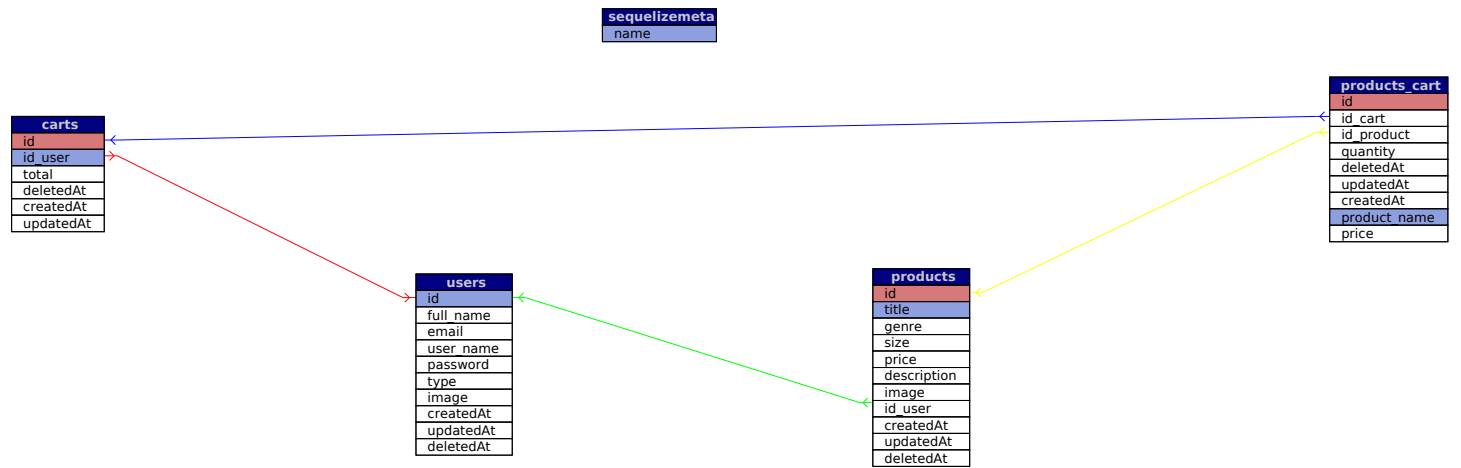 sequelizemeta
name
products_cart
id
id_cart
id_product
quantity
deletedAt
updatedAt
createdAt
product_name
price
carts
id
id_user
total
deletedAt
createdAt
updatedAt
users
id
full_name
email
user_name
password
type
image
createdAt
updatedAt
deletedAt
products
id
title
genre
size
price
description
image
id_user
createdAt
updatedAt
deletedAt